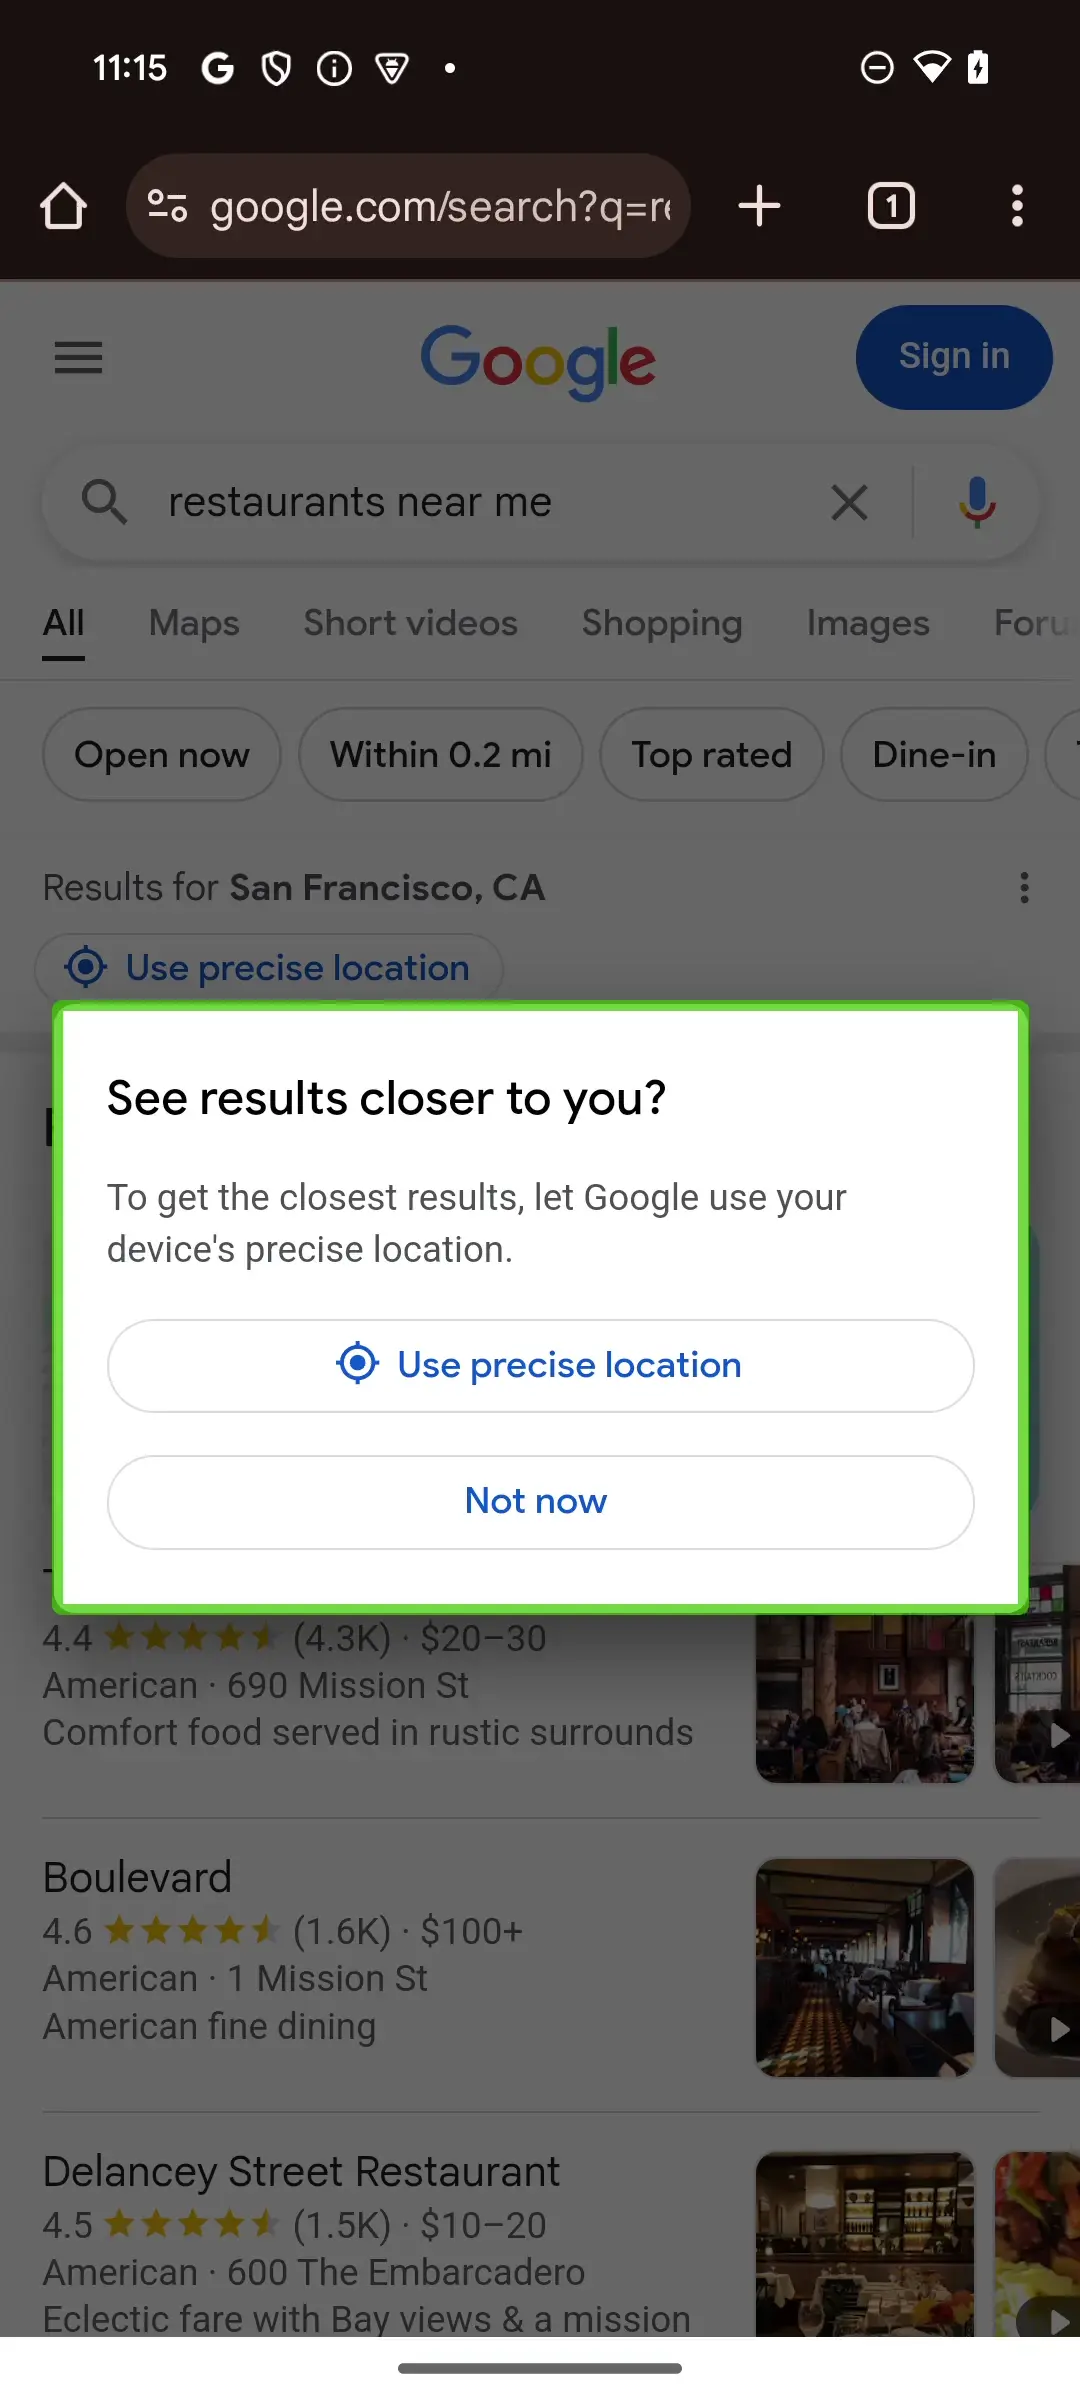 11:15
google.com/search?q=re
1
Google
Sign in
restaurants near me
All Maps Short videos Shopping Images Foru
Open now Within 0.2 mi Top rated Dine-in
Results for San Francisco, CA
Use precise location
See results closer to you?
To get the closest results, let Google use your
device's precise location.
Use precise location
Not now
4.4 (4.3K) · $20–30
American · 690 Mission St
Comfort food served in rustic surrounds
Boulevard
4.6 (1.6K) · $100+
American · 1 Mission St
American fine dining
Delancey Street Restaurant
4.5 (1.5K) · $10–20
American · 600 The Embarcadero
Eclectic fare with Bay views & a mission